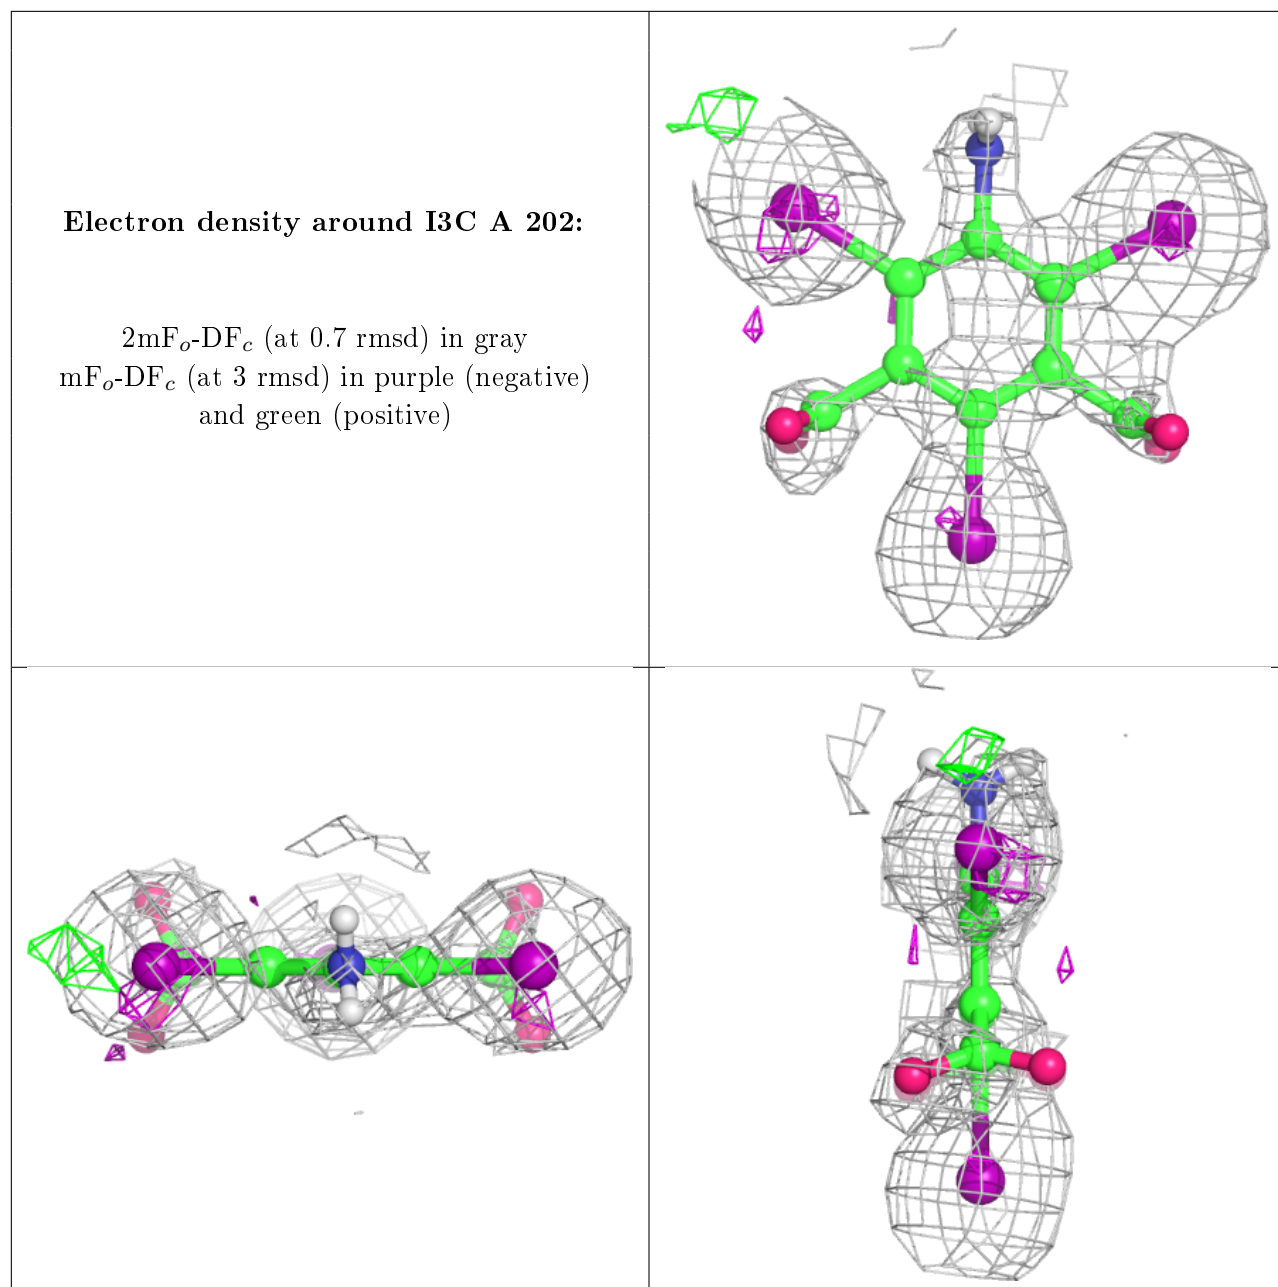 Electron density around I3C A 202:
2mFₒ-DF𝒸 (at 0.7 rmsd) in gray
mFₒ-DF𝒸 (at 3 rmsd) in purple (negative)
and green (positive)